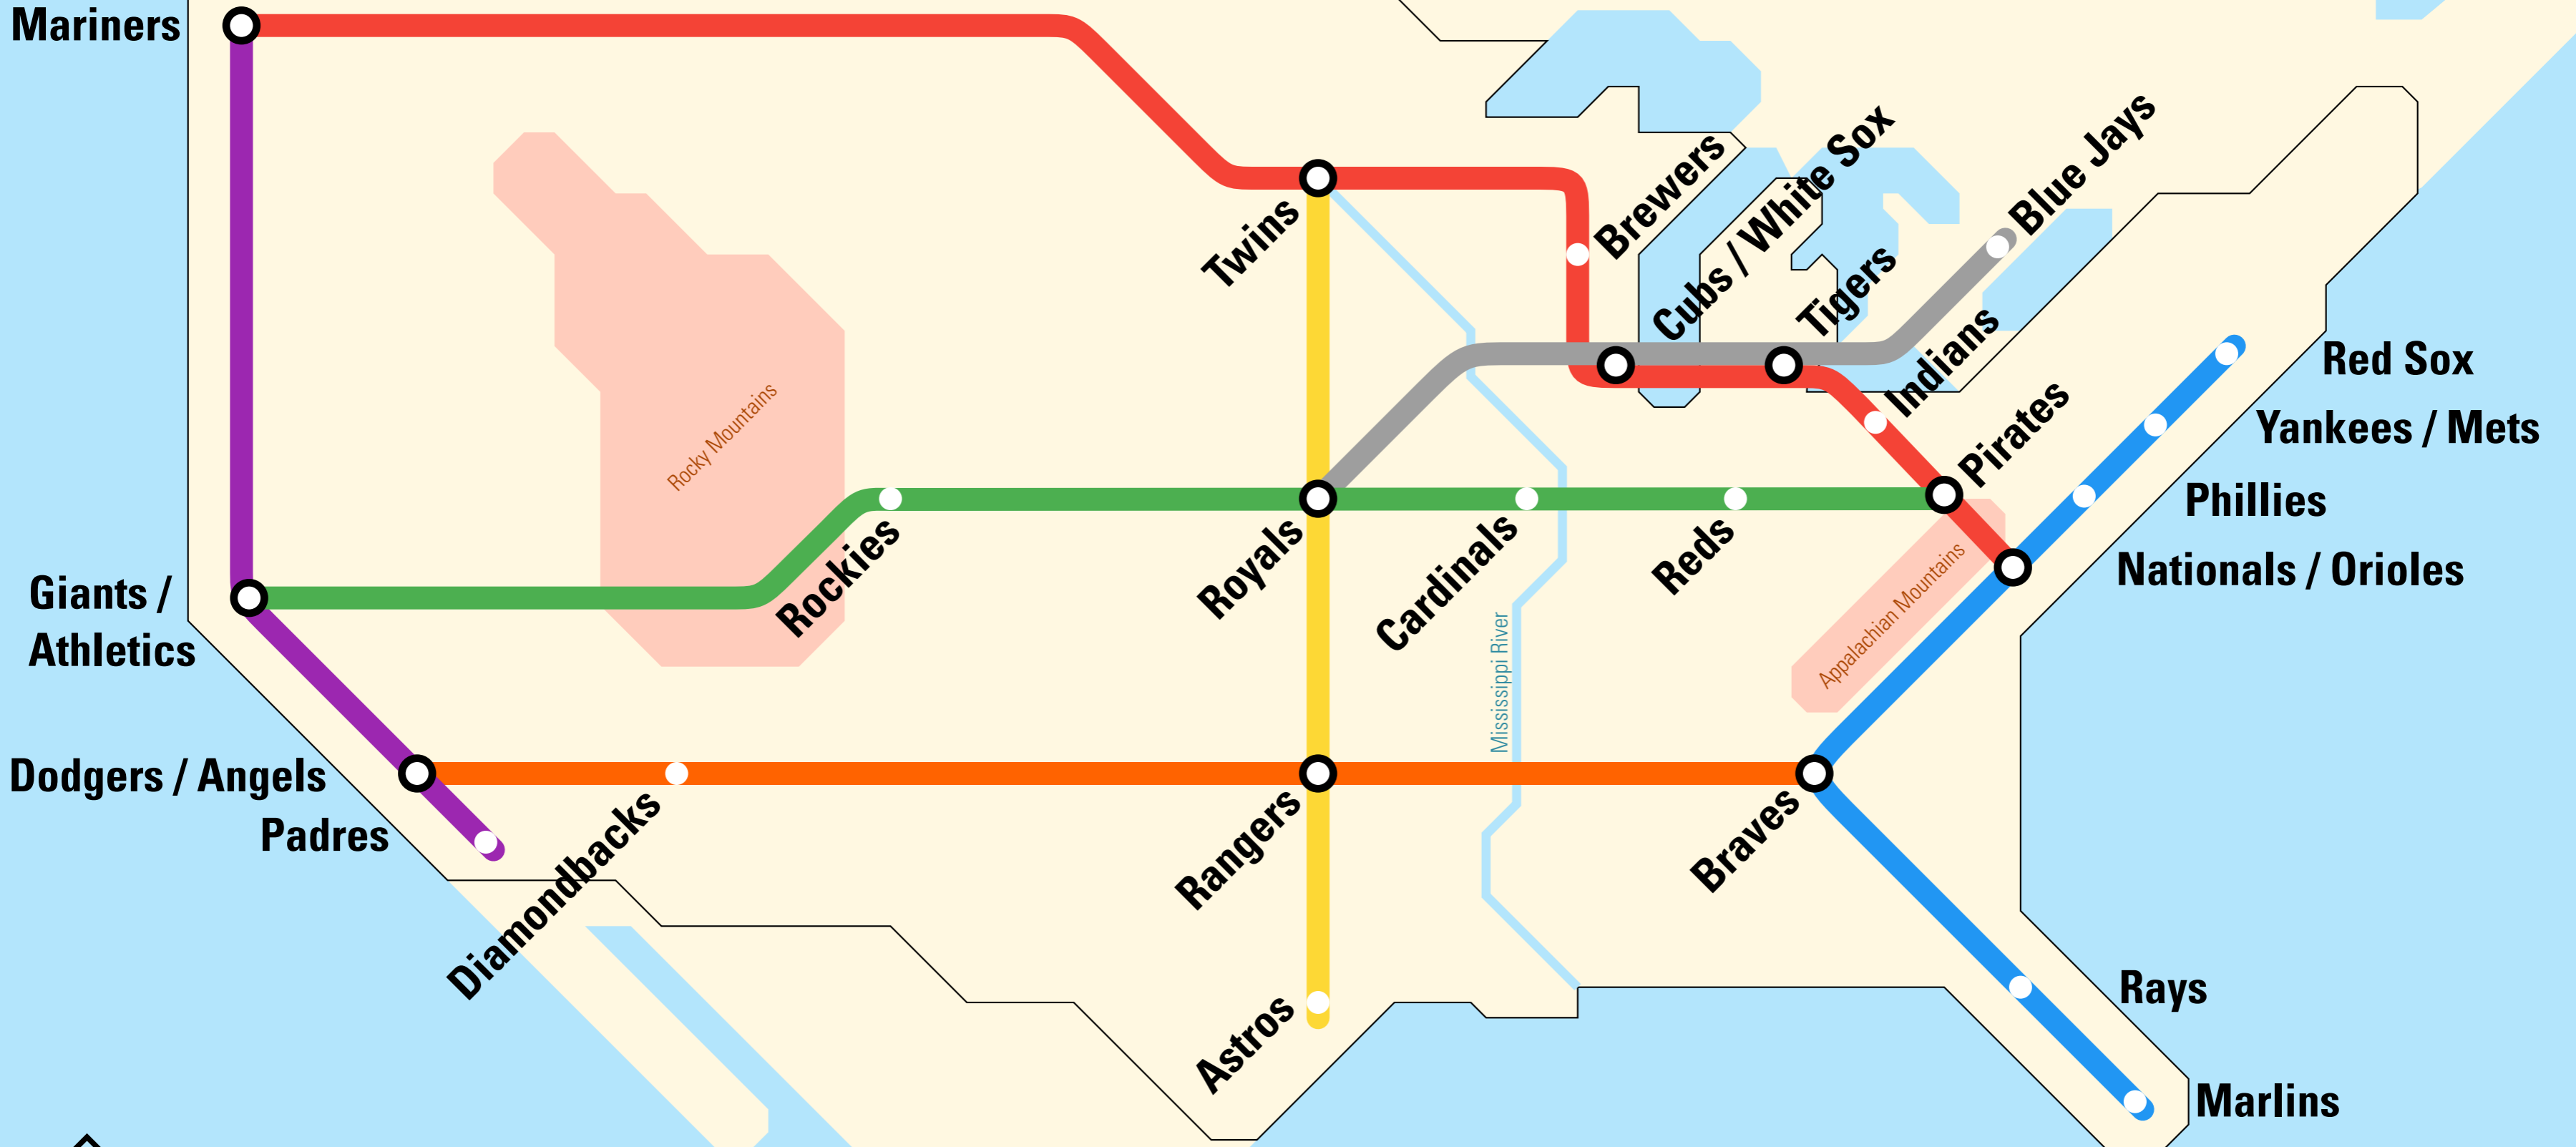 Mariners
Twins
Brewers
Cubs / White Sox
Tigers
Blue Jays
Indians
Pirates
Red Sox
Yankees / Mets
Phillies
Nationals / Orioles
Rocky Mountains
Rockies
Royals
Cardinals
Reds
Appalachian Mountains
Mississippi River
Giants /
Athletics
Dodgers / Angels
Padres
Diamondbacks
Rangers
Braves
Astros
Rays
Marlins